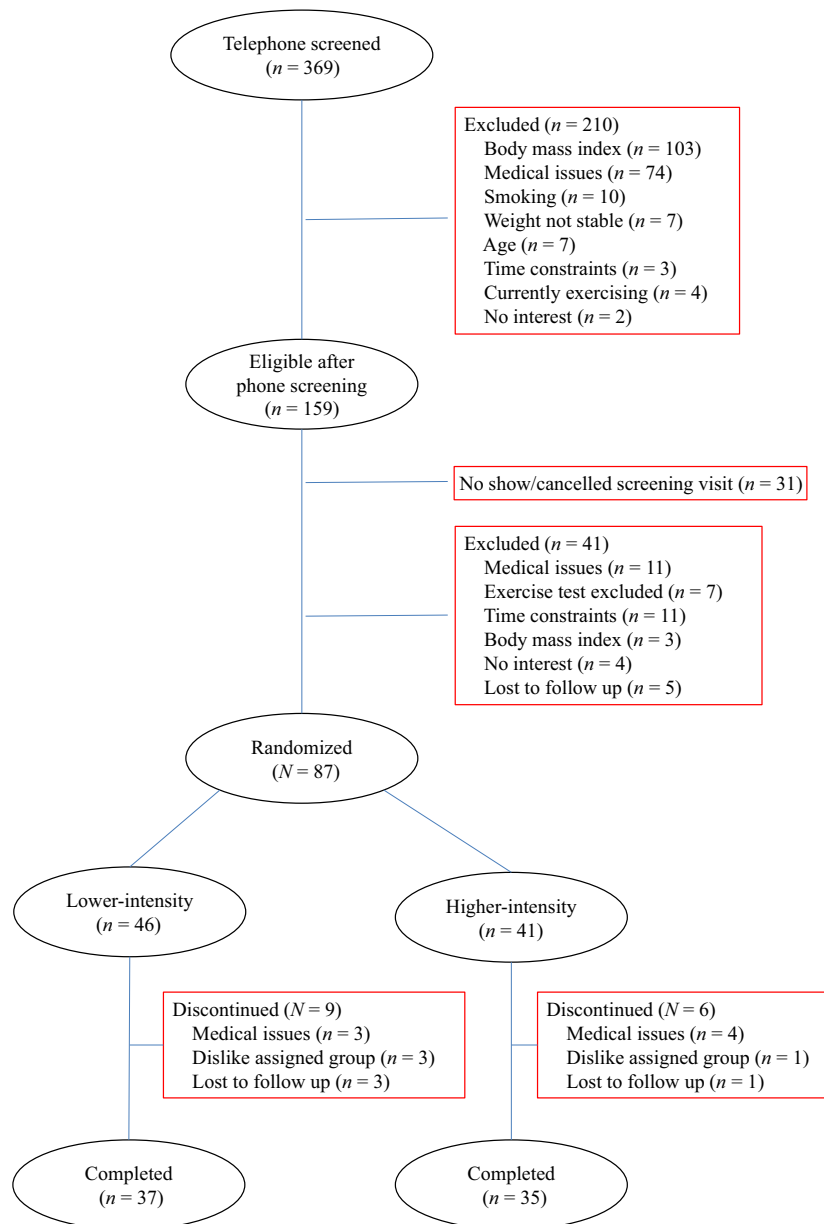 Telephone screened
(n = 369)
Excluded (n = 210)
Body mass index (n = 103)
Medical issues (n = 74)
Smoking (n = 10)
Weight not stable (n = 7)
Age (n = 7)
Time constraints (n = 3)
Currently exercising (n = 4)
No interest (n = 2)
Eligible after
phone screening
(n = 159)
No show/cancelled screening visit (n = 31)
Excluded (n = 41)
Medical issues (n = 11)
Exercise test excluded (n = 7)
Time constraints (n = 11)
Body mass index (n = 3)
No interest (n = 4)
Lost to follow up (n = 5)
Randomized
(N = 87)
Lower-intensity
(n = 46)
Higher-intensity
(n = 41)
Discontinued (N = 9)
Medical issues (n = 3)
Dislike assigned group (n = 3)
Lost to follow up (n = 3)
Discontinued (N = 6)
Medical issues (n = 4)
Dislike assigned group (n = 1)
Lost to follow up (n = 1)
Completed
(n = 37)
Completed
(n = 35)